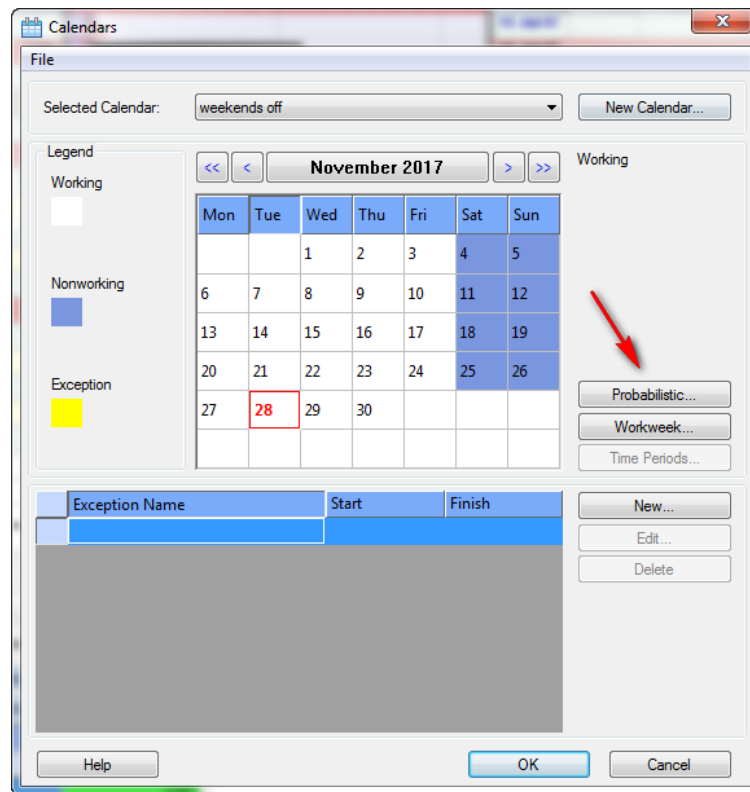 Calendars
File
Selected Calendar:
weekends off
New Calendar...
Legend
Working
Nonworking
Exception
<< < November 2017 > >>
Mon Tue Wed Thu Fri Sat Sun
1 2 3 4 5
6 7 8 9 10 11 12
13 14 15 16 17 18 19
20 21 22 23 24 25 26
27 28 29 30
Working
Probabilistic...
Workweek...
Time Periods...
Exception Name Start Finish
New...
Edit...
Delete
Help
OK
Cancel